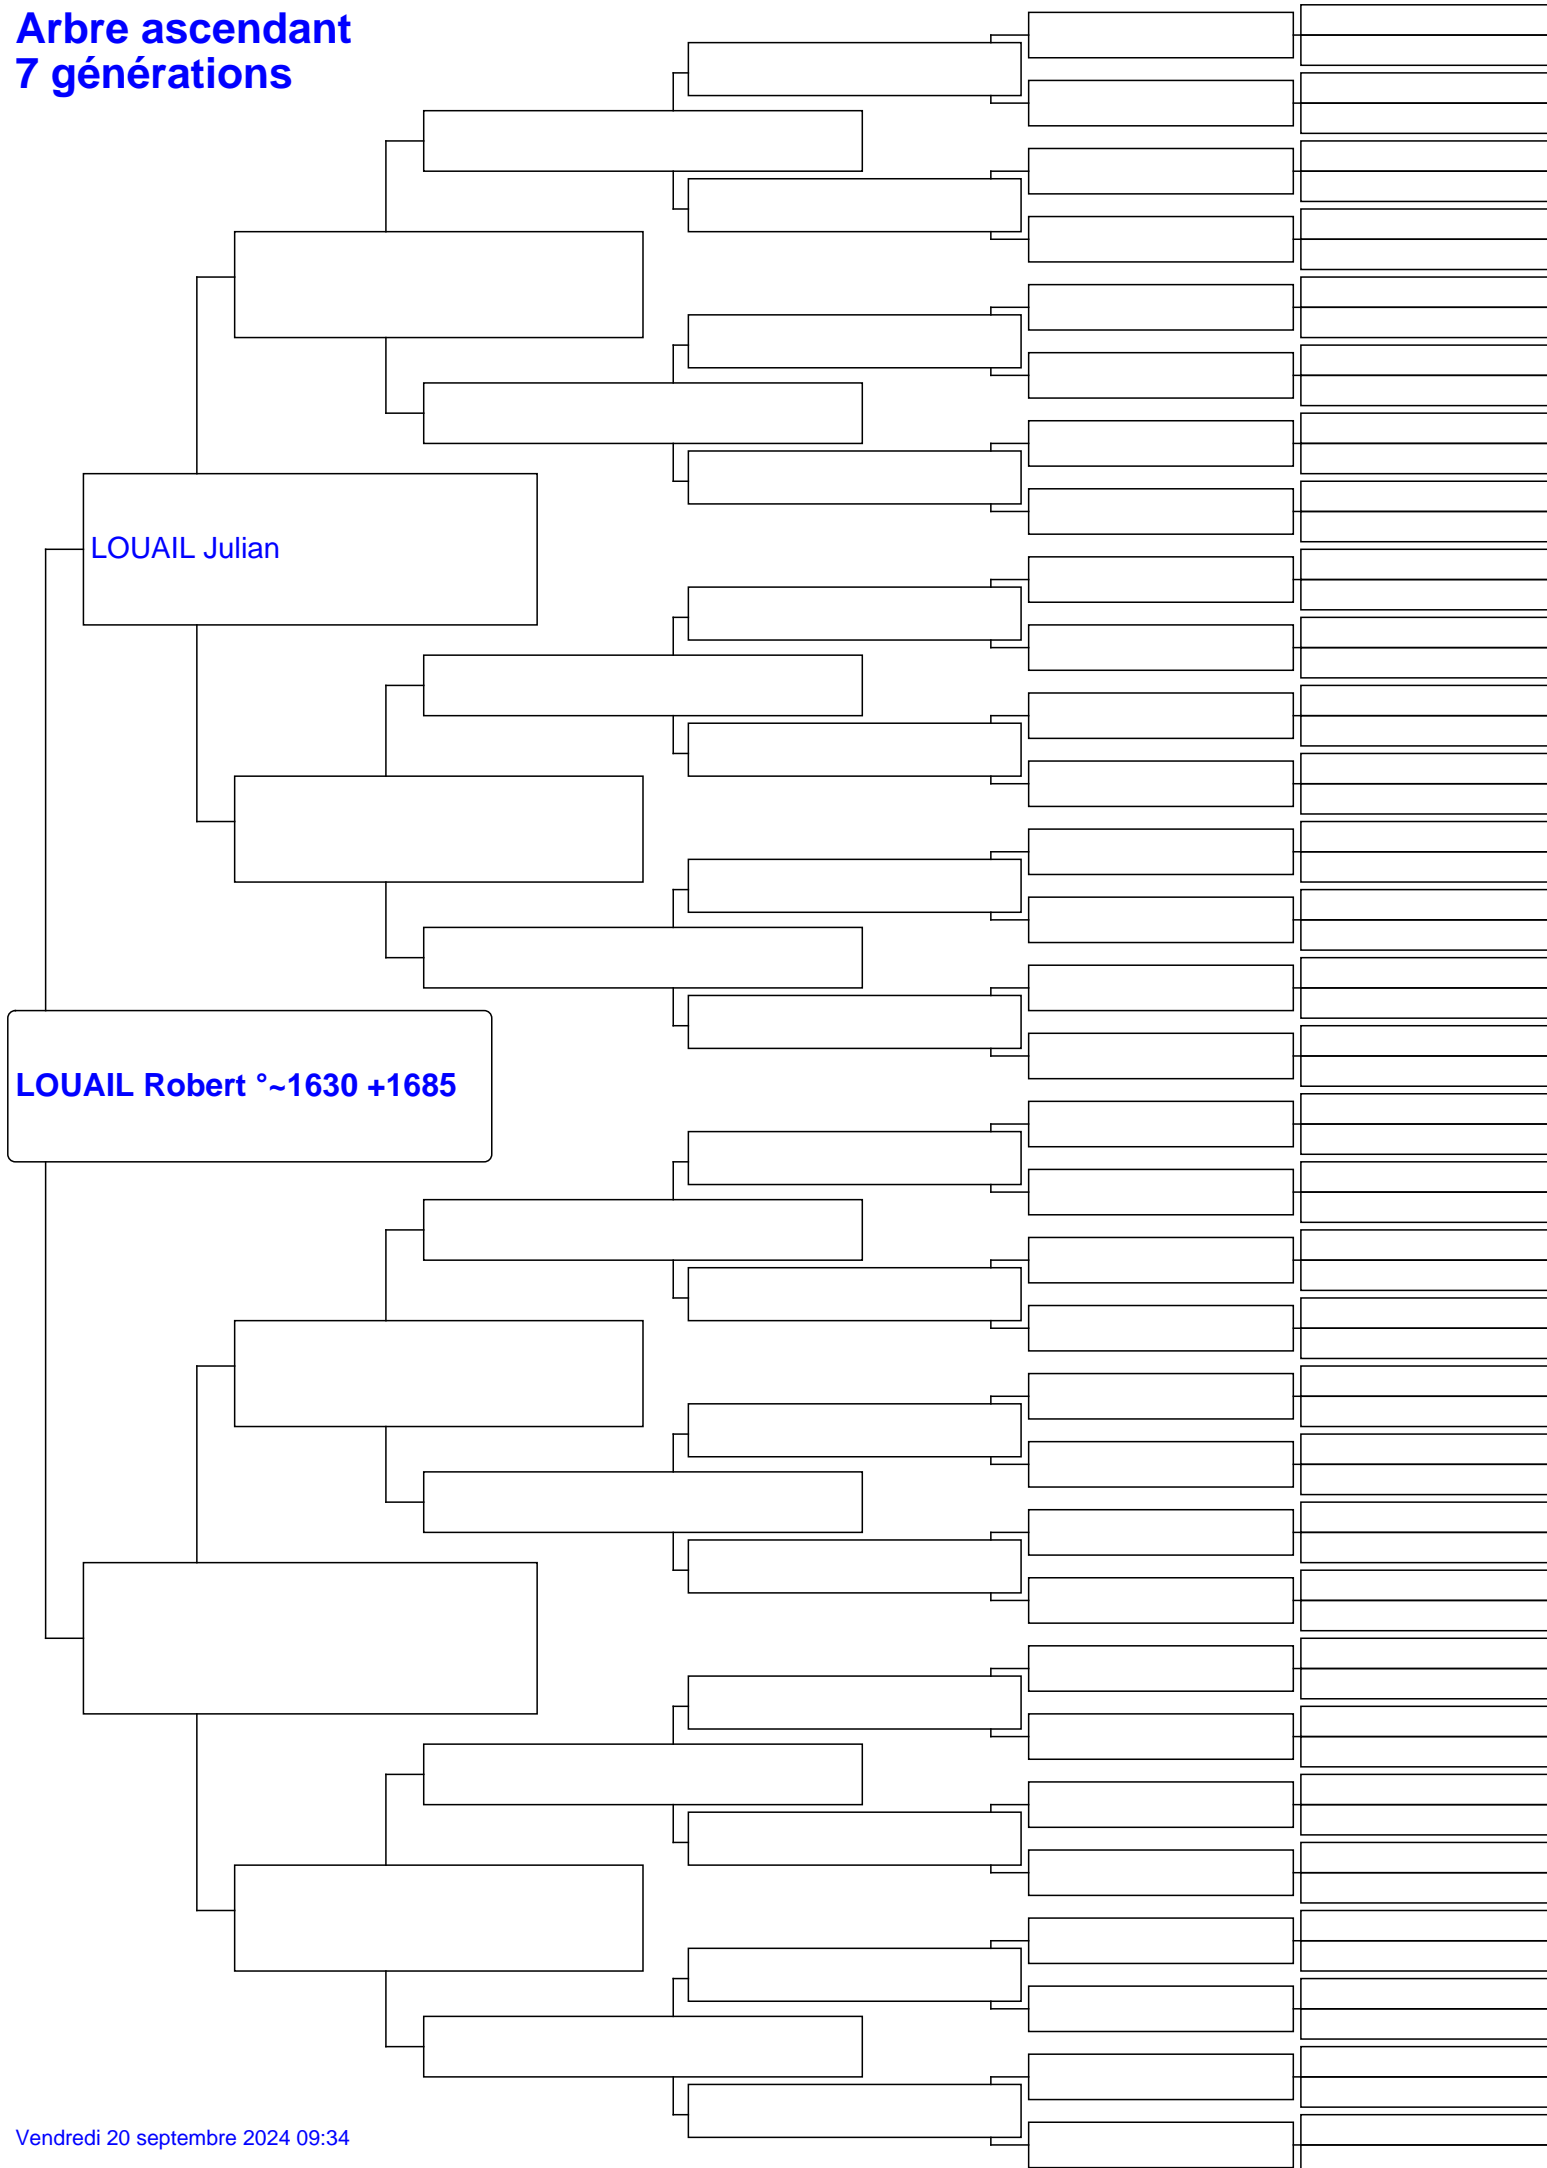 Arbre ascendant
7 générations
LOUAIL Julian
LOUAIL Robert °~1630 +1685
Vendredi 20 septembre 2024 09:34